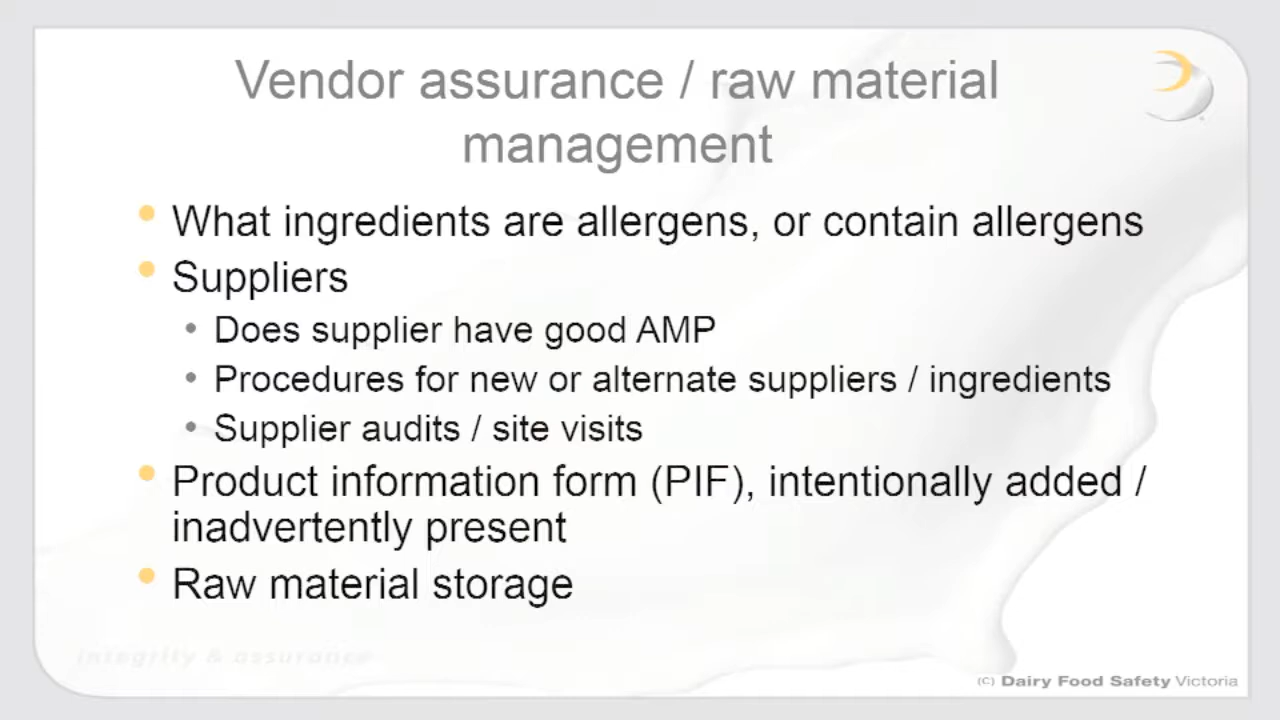 Vendor assurance / raw material
management
• What ingredients are allergens, or contain allergens
• Suppliers
• Does supplier have good AMP
• Procedures for new or alternate suppliers / ingredients
• Supplier audits / site visits
• Product information form (PIF), intentionally added /
inadvertently present
• Raw material storage
integrity & assurance
(C) Dairy Food Safety Victoria